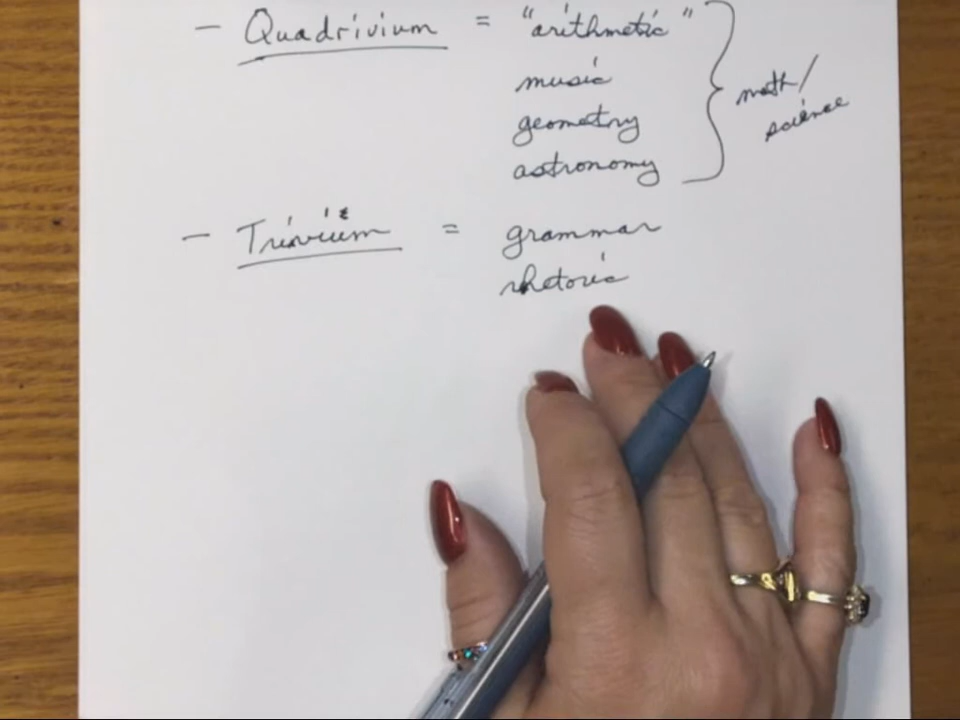 - Quadrivium = "arithmetic"
music
geometry
astronomy
math/
science
- Trivium = grammar
rhetoric